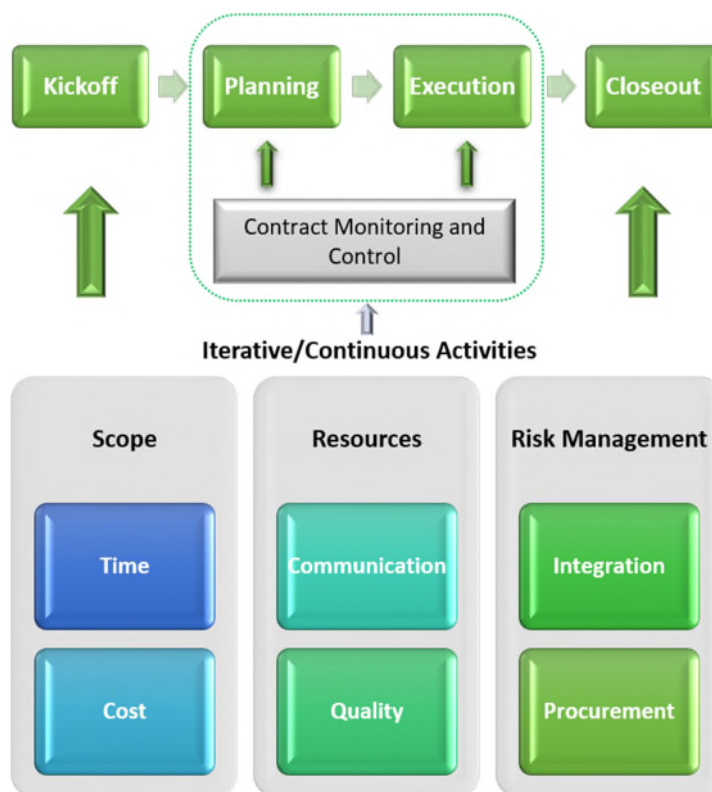 Kickoff
Planning
Execution
Closeout
Contract Monitoring and
Control
Iterative/Continuous Activities
Scope
Resources
Risk Management
Time
Communication
Integration
Cost
Quality
Procurement